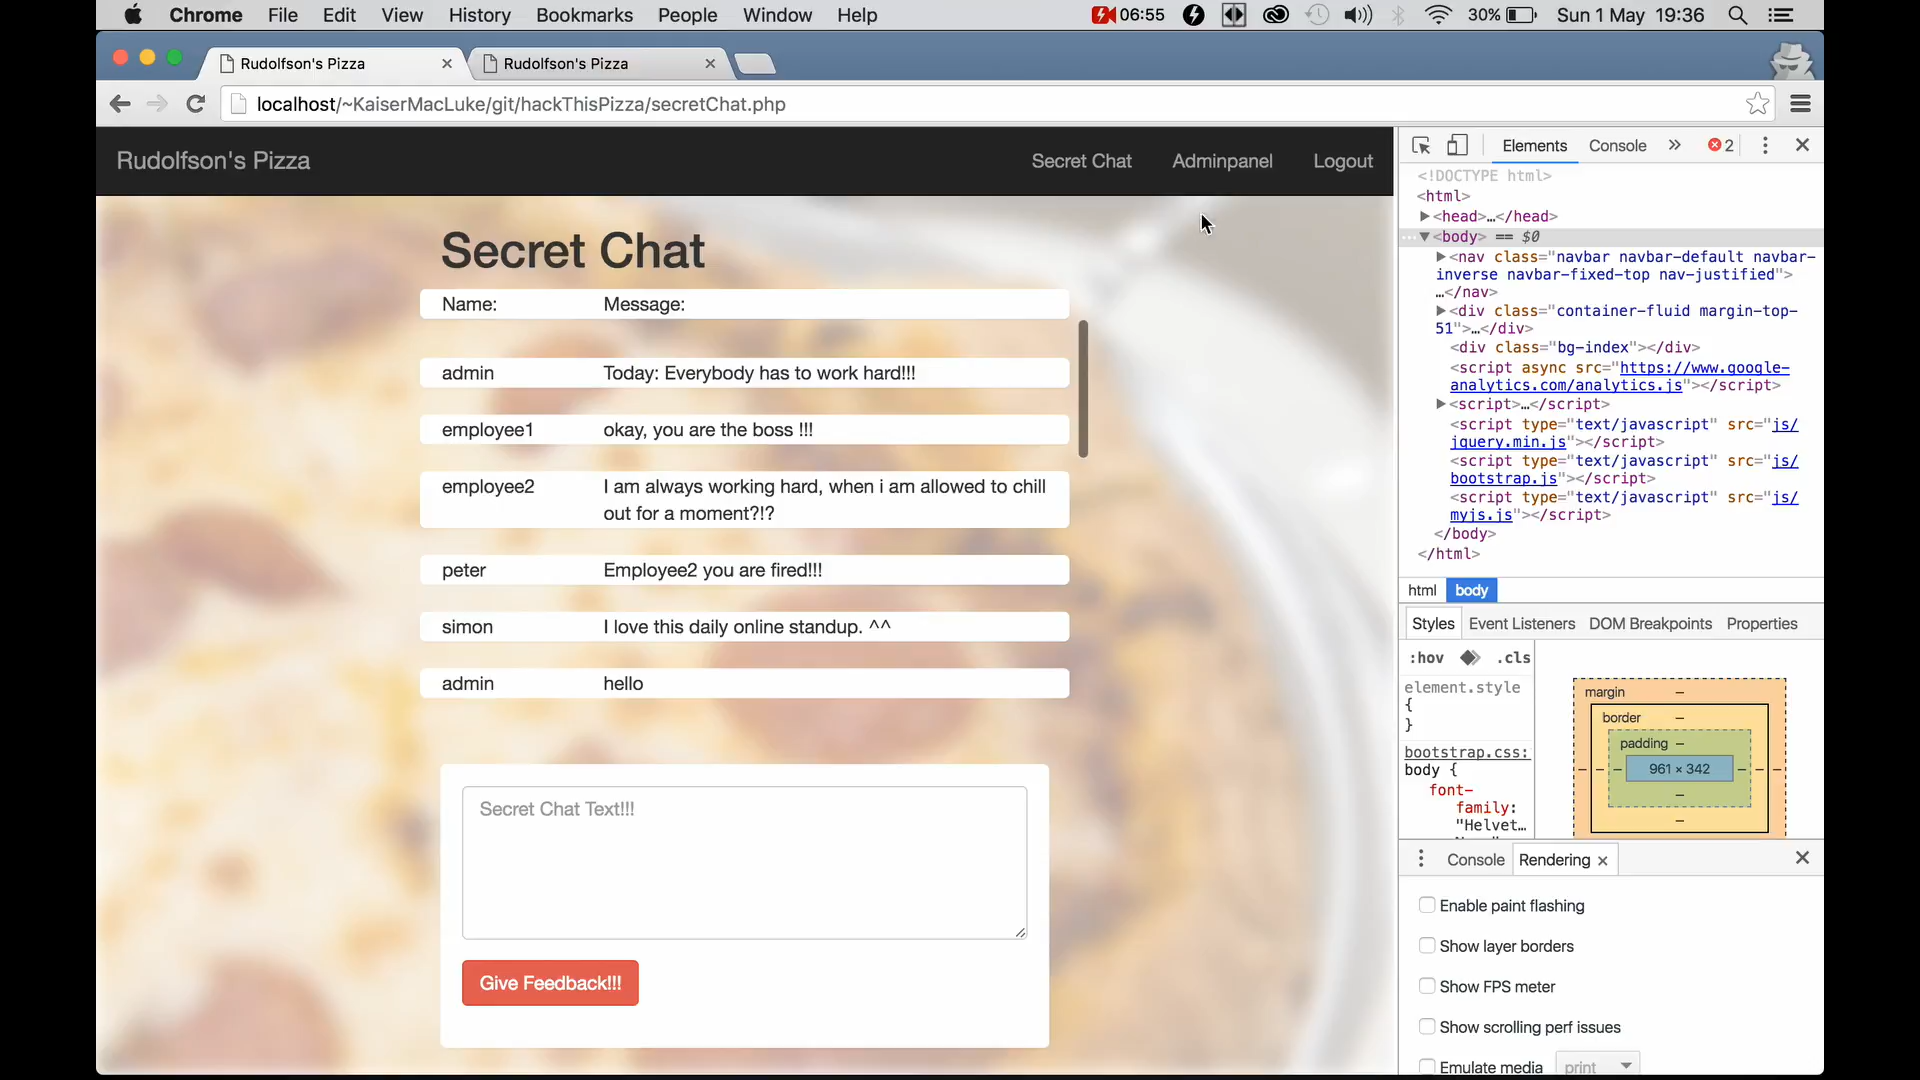 Chrome File Edit View History Bookmarks People Window Help 06:55 30% Sun 1 May 19:36
Rudolfson's Pizza Rudolfson's Pizza
localhost/~KaiserMacLuke/git/hackThisPizza/secretChat.php
Rudolfson's Pizza Secret Chat Adminpanel Logout
Secret Chat
Name: Message:
admin Today: Everybody has to work hard!!!
employee1 okay, you are the boss !!!
employee2 I am always working hard, when i am allowed to chill
out for a moment?!?
peter Employee2 you are fired!!!
simon I love this daily online standup. ^^
admin hello
Secret Chat Text!!!
Give Feedback!!!
Elements Console » 2
<!DOCTYPE html>
<html>
<head>…</head>
… <body> == $0
<nav class="navbar navbar-default navbar-
inverse navbar-fixed-top nav-justified">
…</nav>
<div class="container-fluid margin-top-
51">…</div>
<div class="bg-index"></div>
<script async src="https://www.google-
analytics.com/analytics.js"></script>
<script>…</script>
<script type="text/javascript" src="js/
jquery.min.js"></script>
<script type="text/javascript" src="js/
bootstrap.js"></script>
<script type="text/javascript" src="js/
myjs.js"></script>
</body>
</html>
html body
Styles Event Listeners DOM Breakpoints Properties
:hov .cls
element.style
{
}
bootstrap.css:
body {
font-
family:
"Helvet…
margin –
border –
padding –
– – – 961 × 342 – – –
–
–
Console Rendering
Enable paint flashing
Show layer borders
Show FPS meter
Show scrolling perf issues
Emulate media print